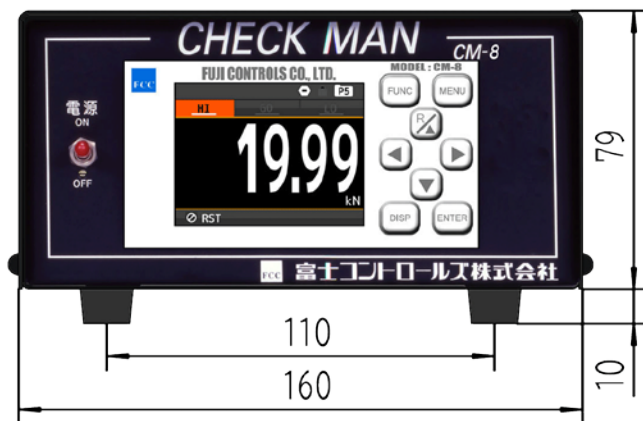 CHECK MAN CM-8
FCC
FUJI CONTROLS CO., LTD.
MODEL : CM-8
電源
ON
OFF
P5
HI GO LO
19.99
kN
RST
FUNC MENU
R/
DISP ENTER
FCC 富士コントロールズ株式会社
79
10
110
160